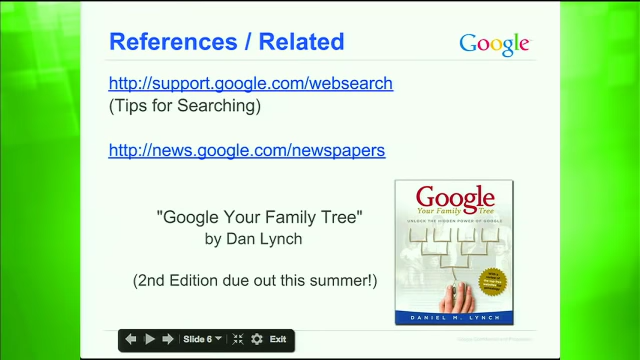 References / Related
Google
http://support.google.com/websearch
(Tips for Searching)
http://news.google.com/newspapers
"Google Your Family Tree"
by Dan Lynch
(2nd Edition due out this summer!)
Google
Your Family Tree
UNLOCK THE HIDDEN POWER OF GOOGLE
DANIEL M. LYNCH
Slide 6
Exit